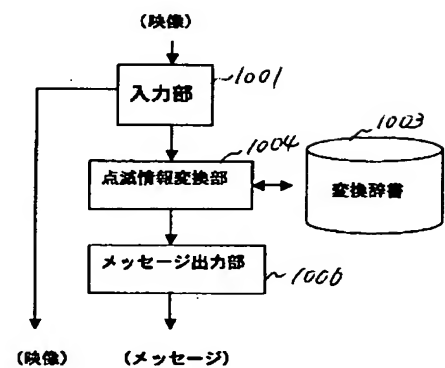 (映像)
入力部
1001
点滅情報変換部
1004
変換辞書
1003
メッセージ出力部
1006
(映像)
(メッセージ)